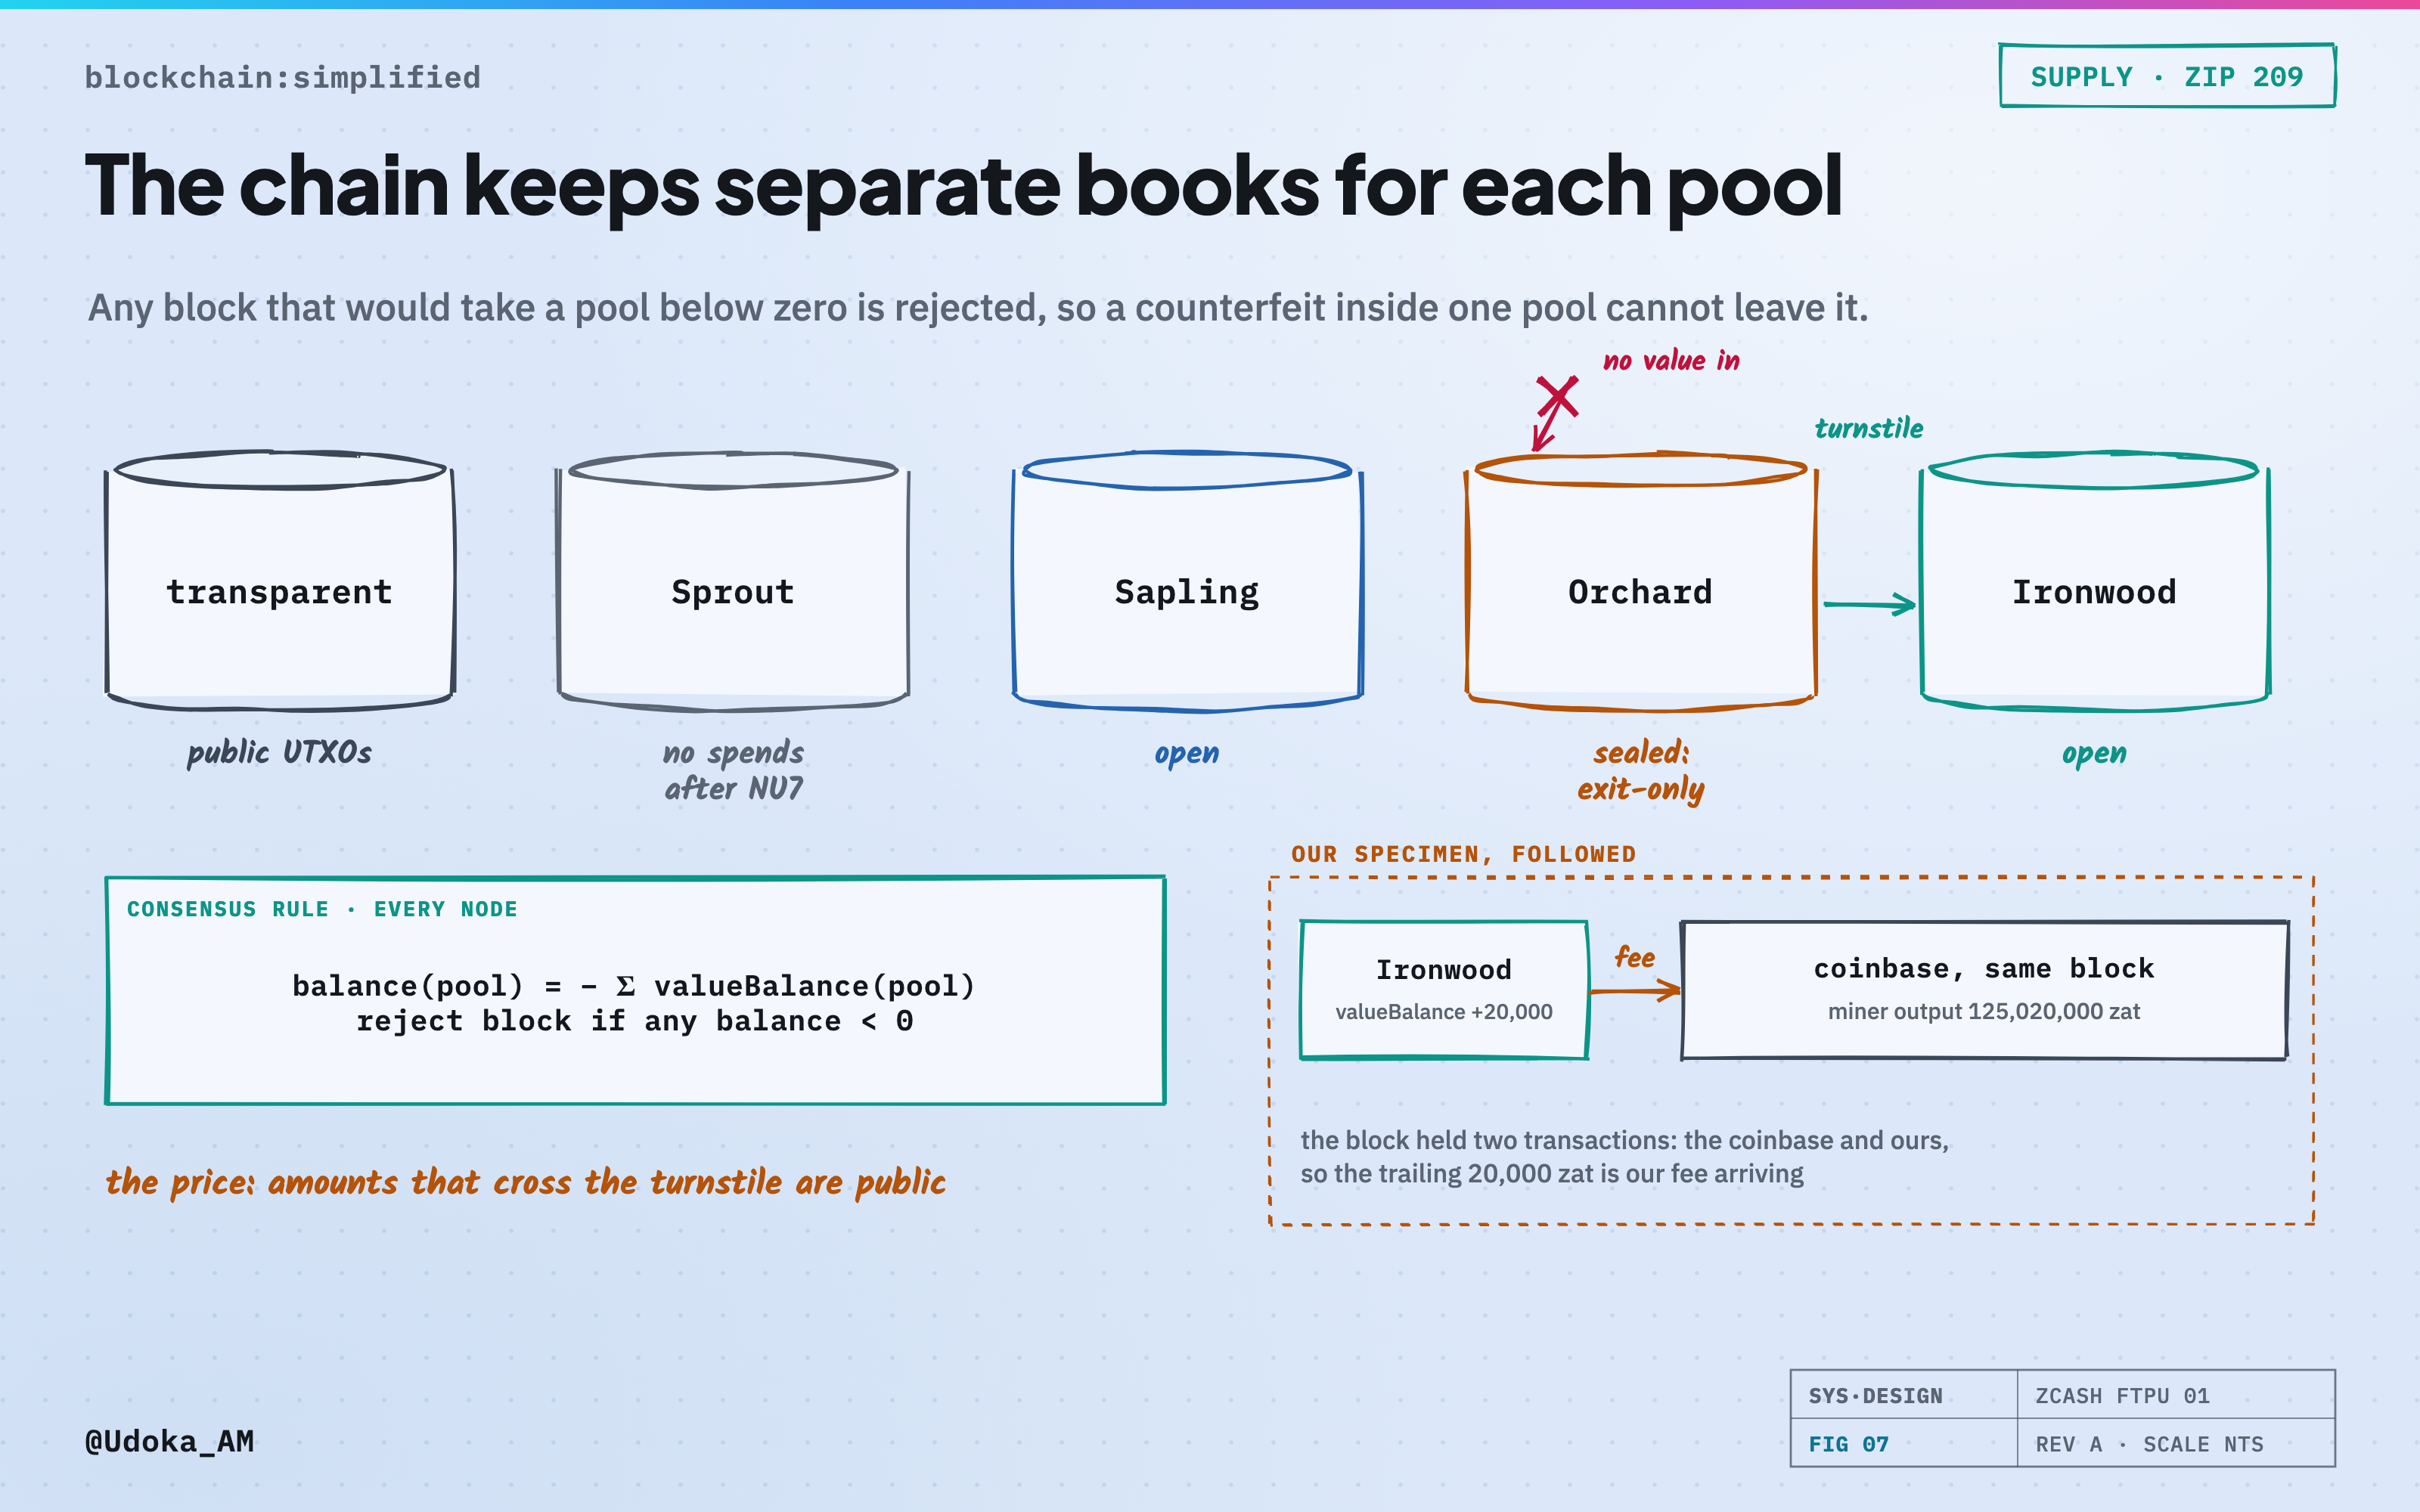 blockchain:simplified
SUPPLY · ZIP 209
The chain keeps separate books for each pool
Any block that would take a pool below zero is rejected, so a counterfeit inside one pool cannot leave it.
no value in
turnstile
transparent
Sprout
Sapling
Orchard
Ironwood
public UTXOs
no spends
after NU7
open
sealed:
exit-only
open
CONSENSUS RULE · EVERY NODE
balance(pool) = − Σ valueBalance(pool)
reject block if any balance < 0
the price: amounts that cross the turnstile are public
OUR SPECIMEN, FOLLOWED
Ironwood
valueBalance +20,000
fee
coinbase, same block
miner output 125,020,000 zat
the block held two transactions: the coinbase and ours,
so the trailing 20,000 zat is our fee arriving
@Udoka_AM
SYS·DESIGN
ZCASH FTPU 01
FIG 07
REV A · SCALE NTS